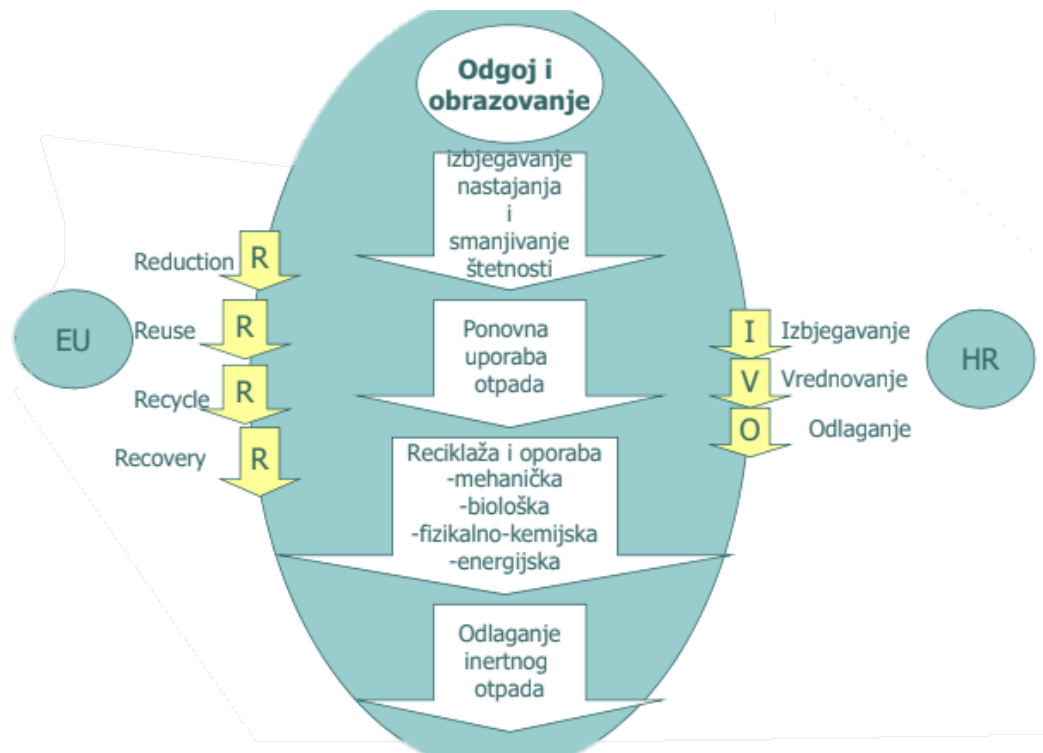 Odgoj i
obrazovanje
izbjegavanje
nastajanja
i
smanjivanje
štetnosti
Reduction
R
Reuse
R
Recycle
R
Recovery
R
EU
Ponovna
uporaba
otpada
I
Izbjegavanje
V
Vrednovanje
O
Odlaganje
HR
Reciklaža i oporaba
-mehanička
-biološka
-fizikalno-kemijska
-energijska
Odlaganje
inertnog
otpada